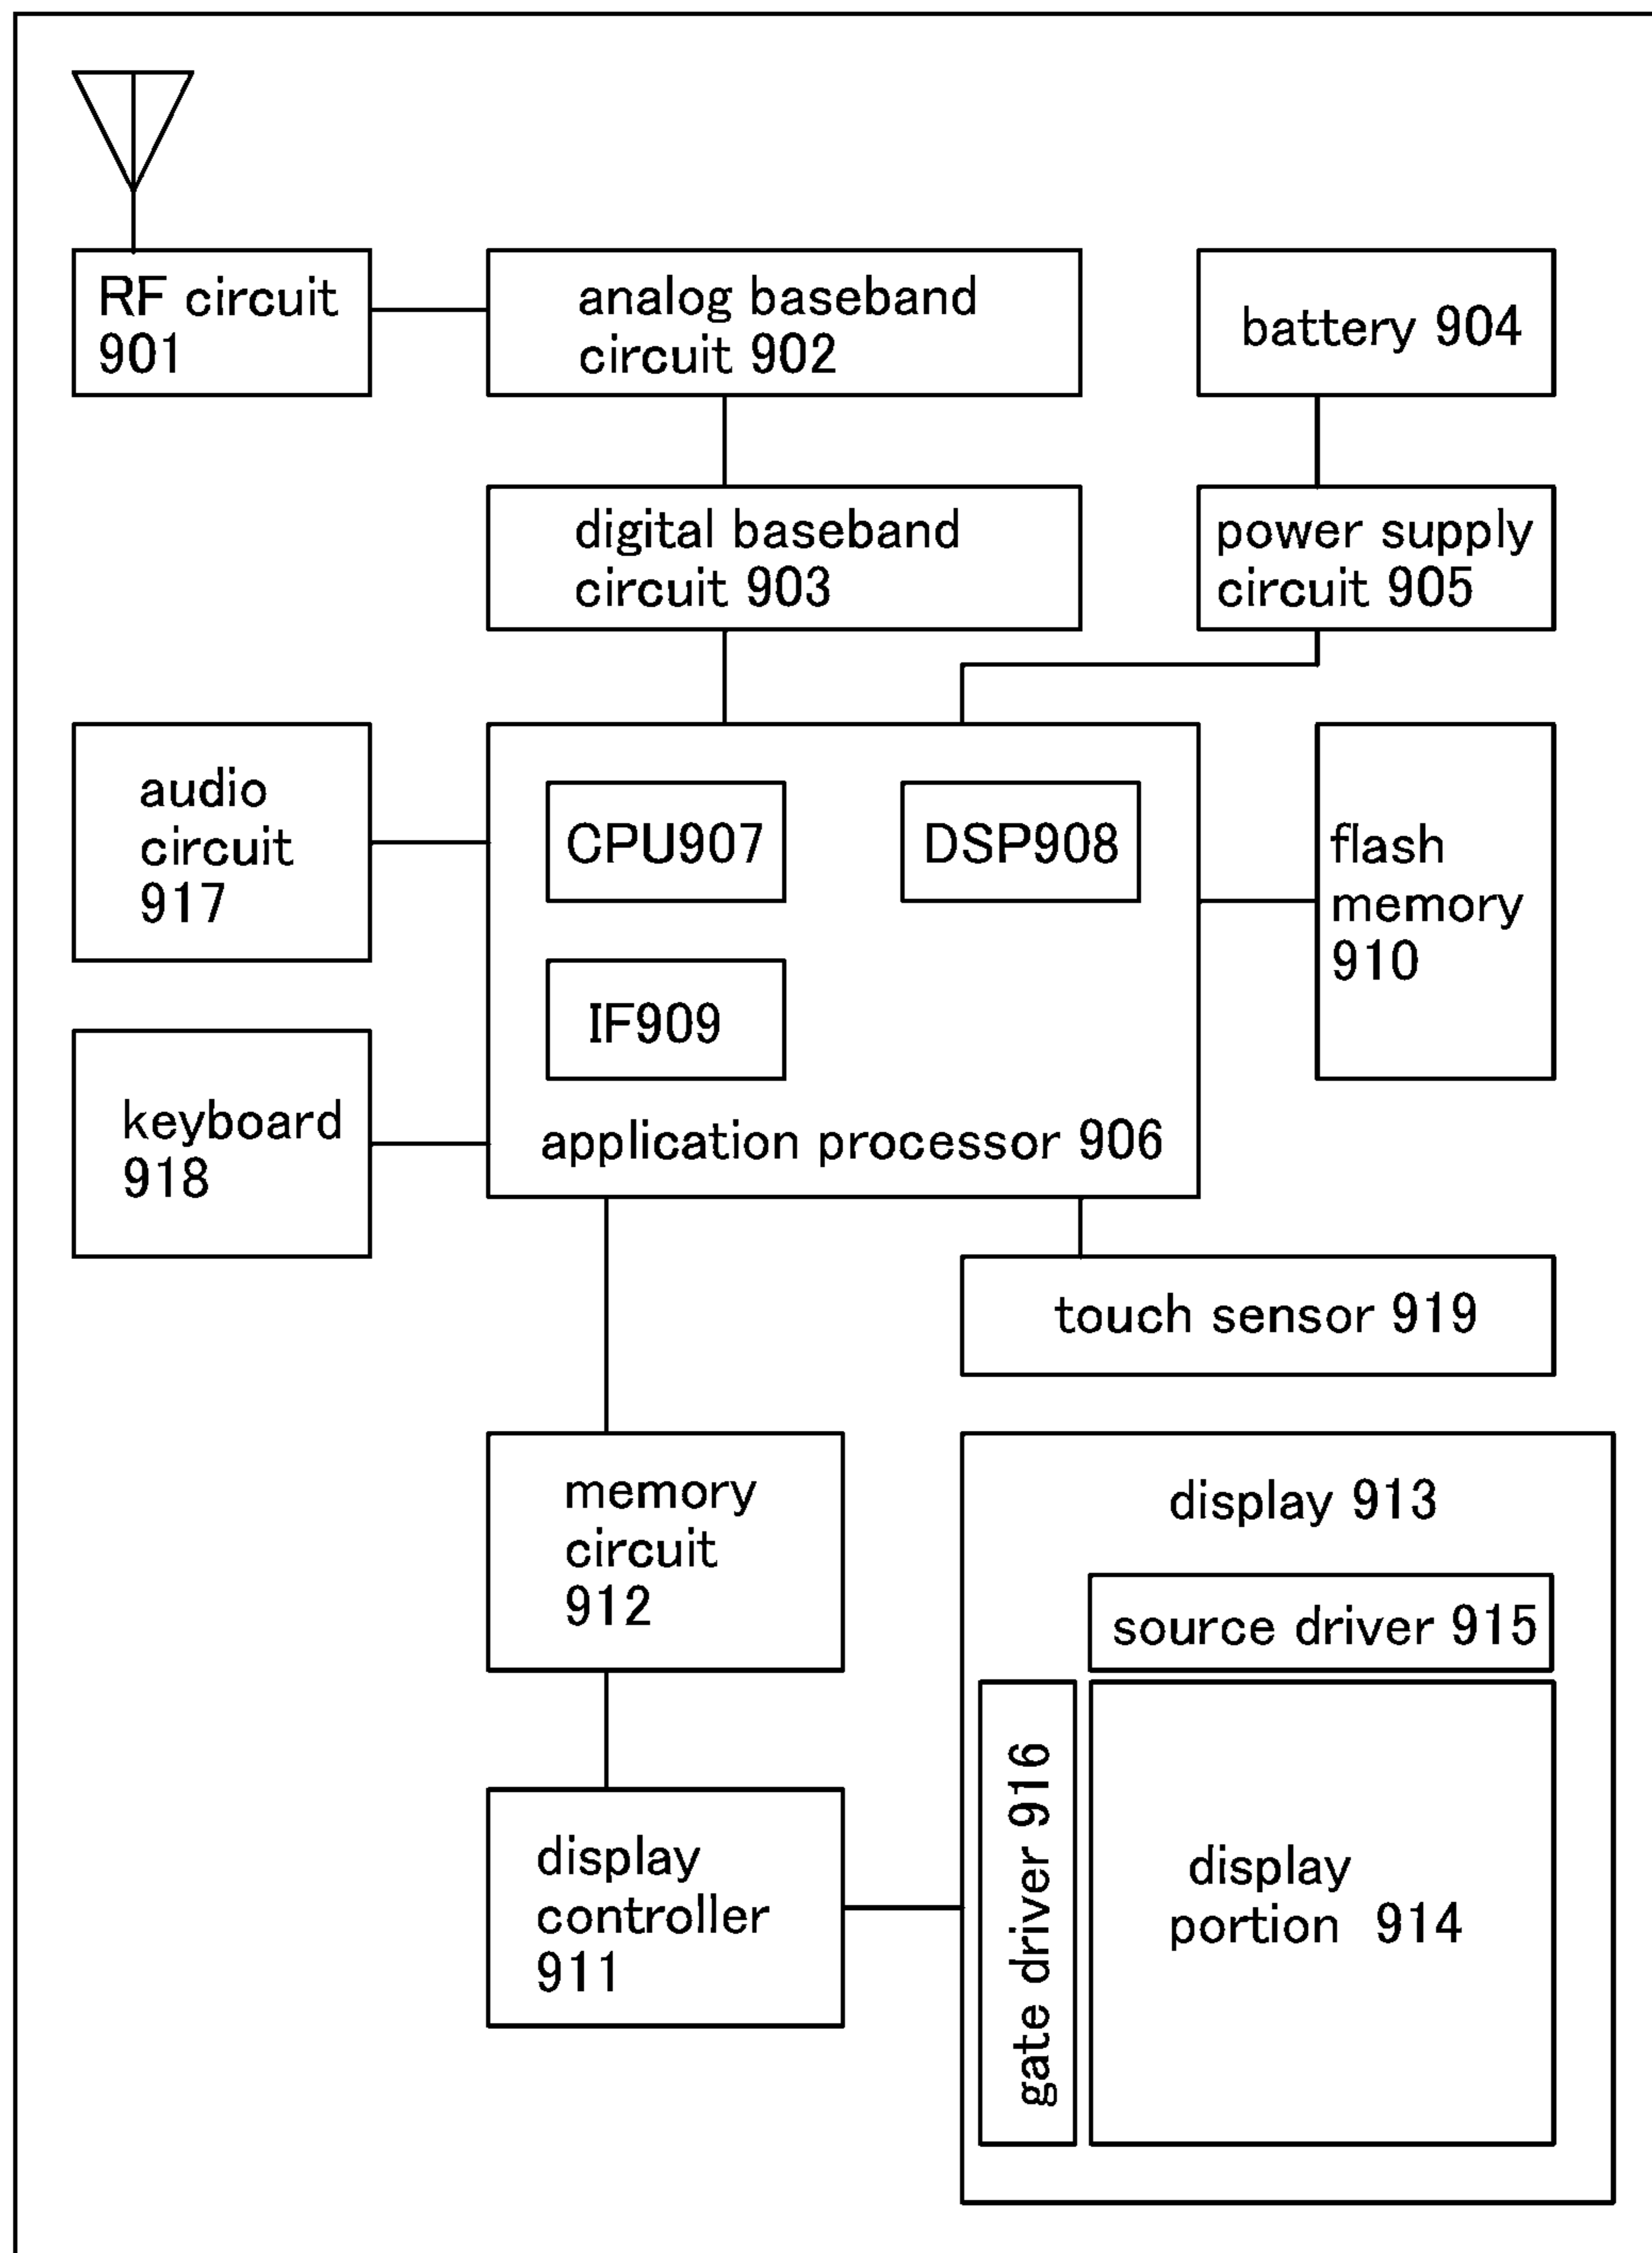 RF circuit
901
analog baseband
circuit 902
battery 904
digital baseband
circuit 903
power supply
circuit 905
audio
circuit
917
CPU907
DSP908
flash
memory
910
IF909
keyboard
918
application processor 906
touch sensor 919
memory
circuit
912
display 913
source driver 915
gate driver 916
display
portion 914
display
controller
911